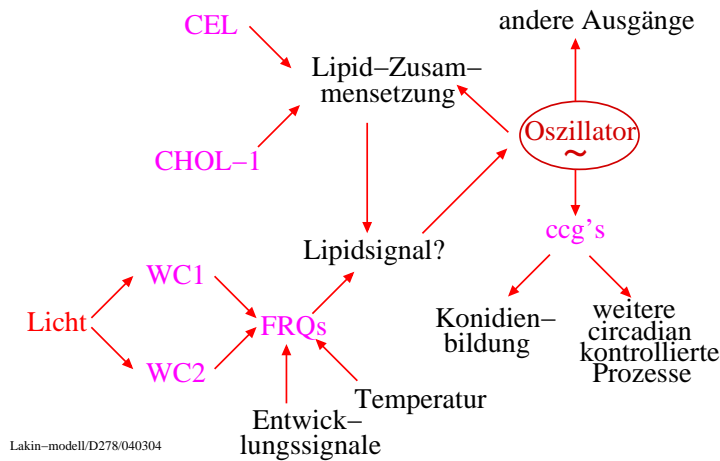 CEL
andere Ausgänge
Lipid–Zusam–
mensetzung
Oszillator
~
CHOL–1
ccg's
Lipidsignal?
WC1
Licht
FRQs
WC2
Konidien–
bildung
weitere
circadian
kontrollierte
Prozesse
Temperatur
Entwick–
lungssignale
Lakin–modell/D278/040304